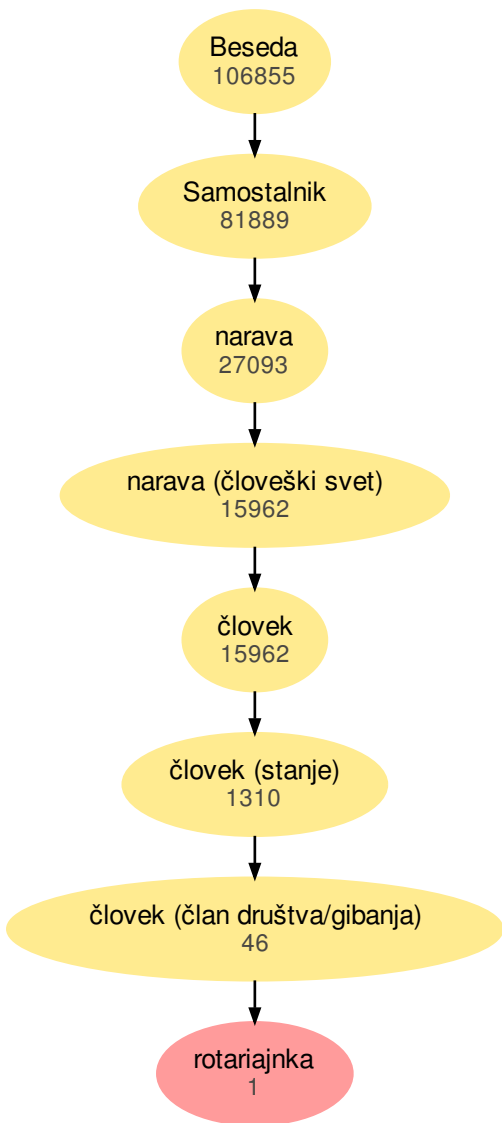 Beseda
106855
Samostalnik
81889
narava
27093
narava (človeški svet)
15962
človek
15962
človek (stanje)
1310
človek (član društva/gibanja)
46
rotariajnka
1